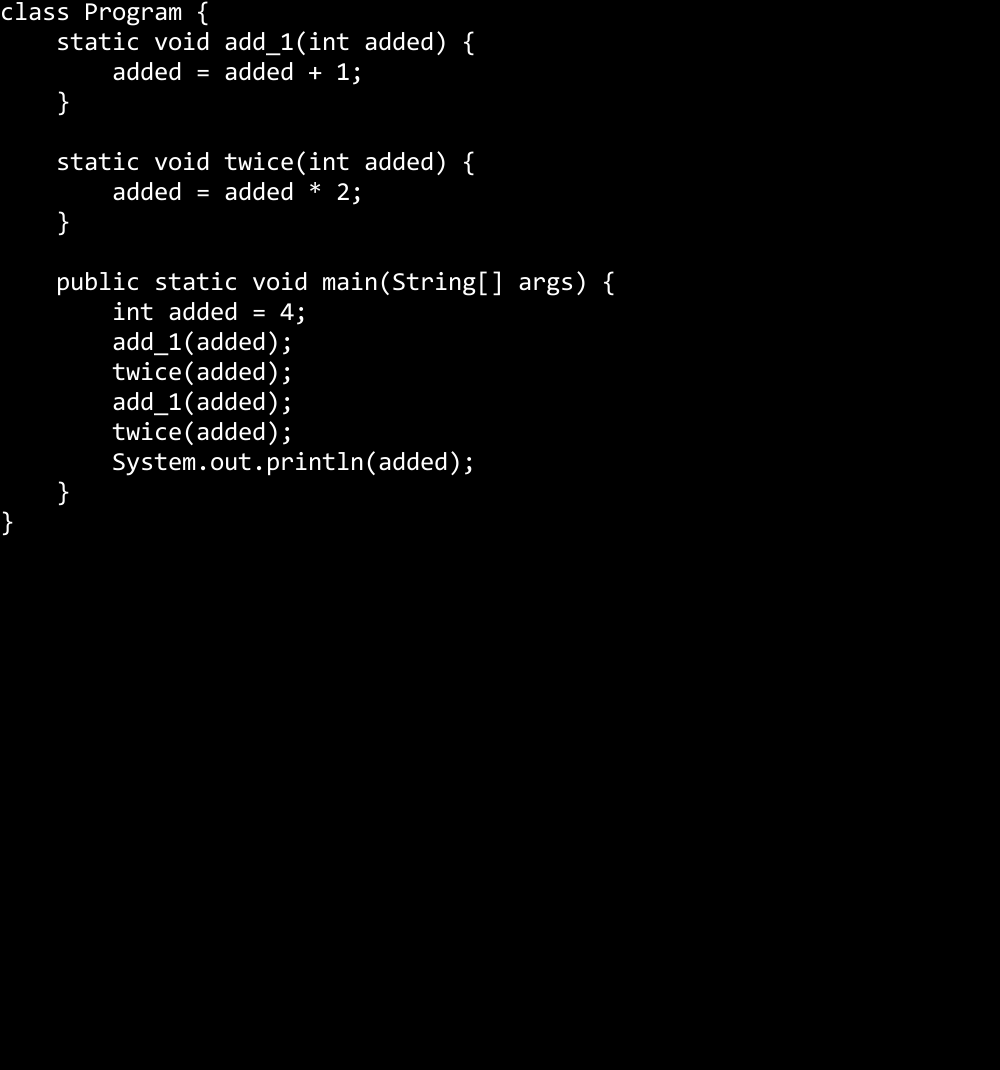 class Program {
    static void add_1(int added) {
        added = added + 1;
    }

    static void twice(int added) {
        added = added * 2;
    }

    public static void main(String[] args) {
        int added = 4;
        add_1(added);
        twice(added);
        add_1(added);
        twice(added);
        System.out.println(added);
    }
}